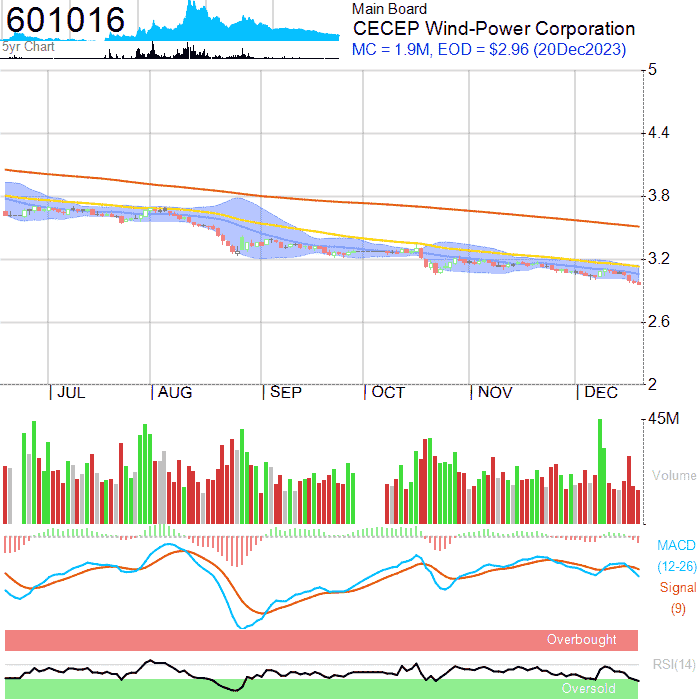 601016
5yr Chart
Main Board
CECEP Wind-Power Corporation
MC = 1.9M, EOD = $2.96 (20Dec2023)
5
4.4
3.8
3.2
2.6
2
JUL AUG SEP OCT NOV DEC
45M
Volume
MACD
(12-26)
Signal
(9)
Overbought
RSI(14)
Oversold